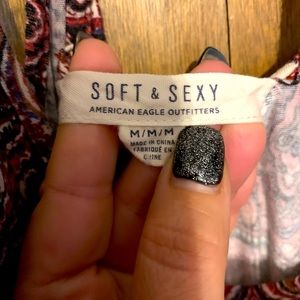 SOFT & SEXY
AMERICAN EAGLE OUTFITTERS
M/M/M
MADE IN CHINA
FABRIQUÉ EN
CHINE